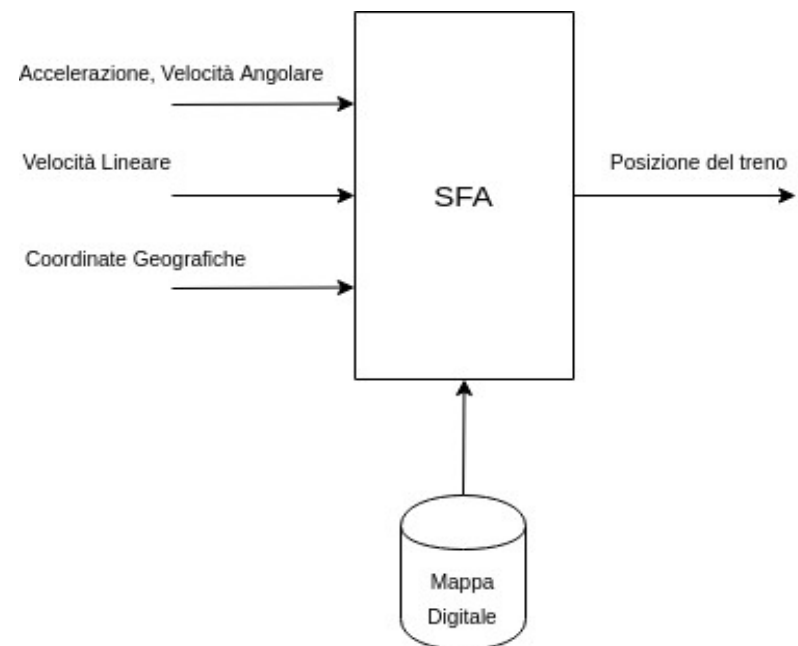 Accelerazione, Velocità Angolare
Velocità Lineare
Coordinate Geografiche
SFA
Posizione del treno
Mappa
Digitale